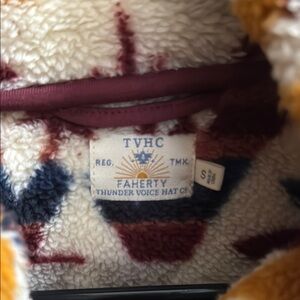 TVHC
REG. TMK.
FAHERTY
THUNDER VOICE HAT CO
S